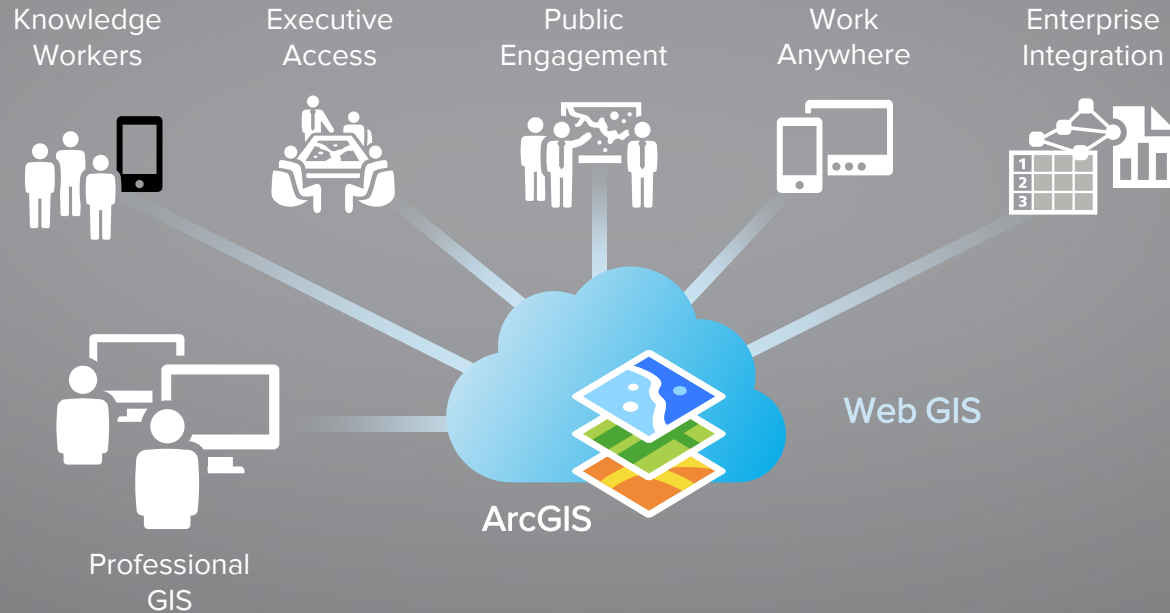 Knowledge
Workers
Executive
Access
Public
Engagement
Work
Anywhere
Enterprise
Integration
1
2
3
Web GIS
ArcGIS
Professional
GIS